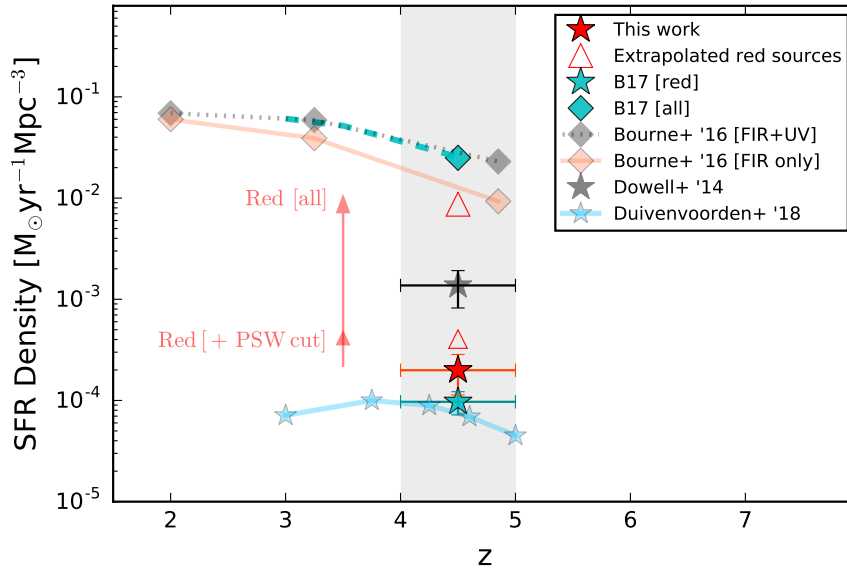 SFR Density [M⊙yr⁻¹Mpc⁻³]
10⁻¹
10⁻²
10⁻³
10⁻⁴
10⁻⁵
2 3 4 5 6 7
z
Red [all]
Red [+ PSW cut]
This work
Extrapolated red sources
B17 [red]
B17 [all]
Bourne+ '16 [FIR+UV]
Bourne+ '16 [FIR only]
Dowell+ '14
Duivenvoorden+ '18